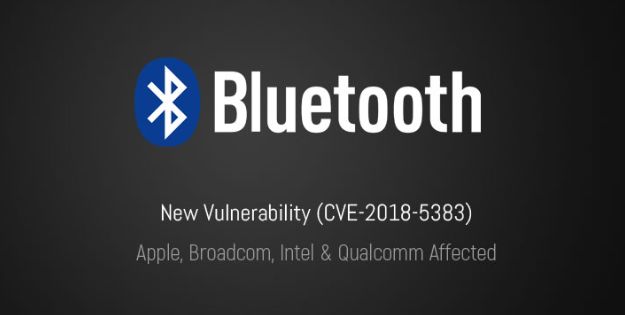 Bluetooth
New Vulnerability (CVE-2018-5383)
Apple, Broadcom, Intel & Qualcomm Affected